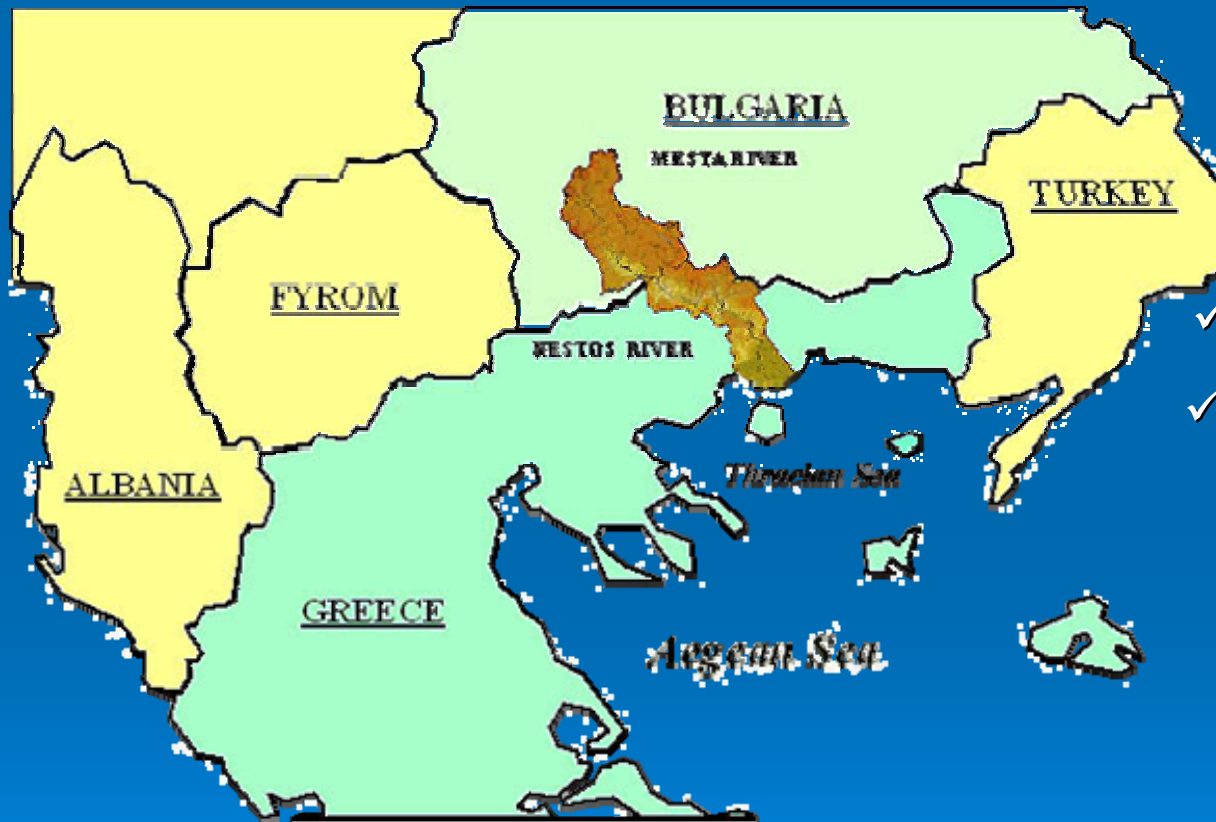 BULGARIA
MESTA RIVER
TURKEY
FYROM
NESTOS RIVER
ALBANIA
Thracian Sea
GREECE
Aegean Sea